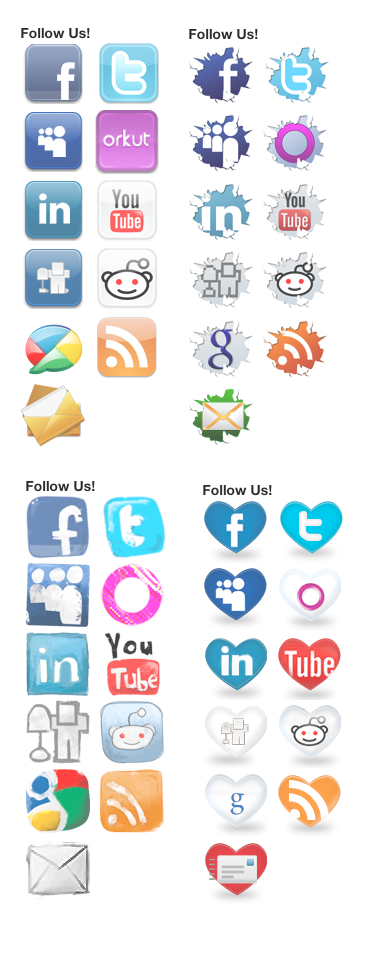 Follow Us!
f t
orkut
in You
Tube
Follow Us!
f t
in You
Tube
g
Follow Us!
f t
in You
Tube
Follow Us!
f t
in Tube
g